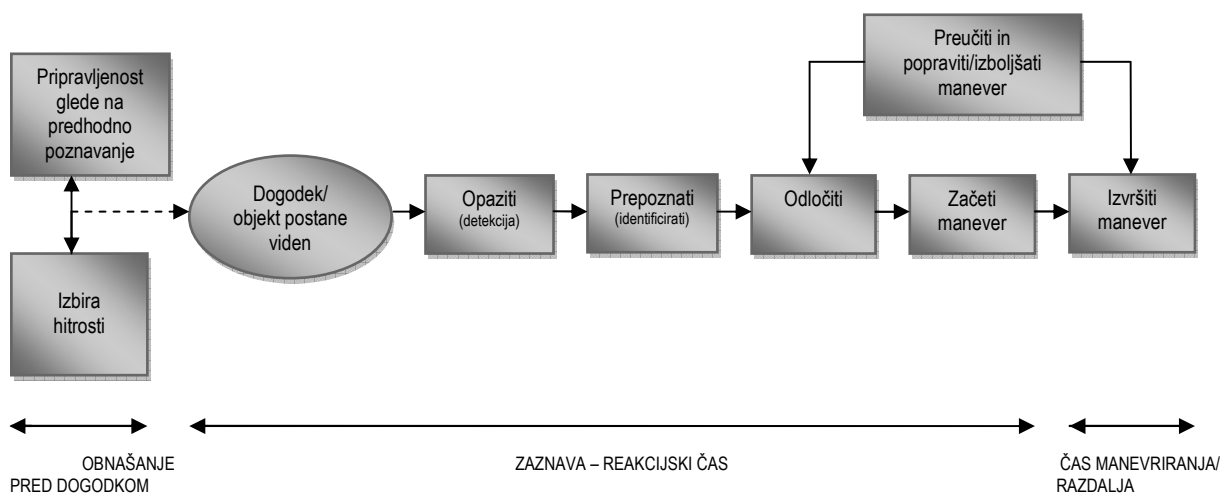 Pripravljenost
glede na
predhodno
poznavanje
Izbira
hitrosti
Dogodek/
objekt postane
viden
Opaziti
(detekcija)
Prepoznati
(identificirati)
Odločiti
Začeti
manever
Izvršiti
manever
Preučiti in
popraviti/izboljšati
manever
OBNAŠANJE
PRED DOGODKOM
ZAZNAVA – REAKCIJSKI ČAS
ČAS MANEVRIRANJA/
RAZDALJA